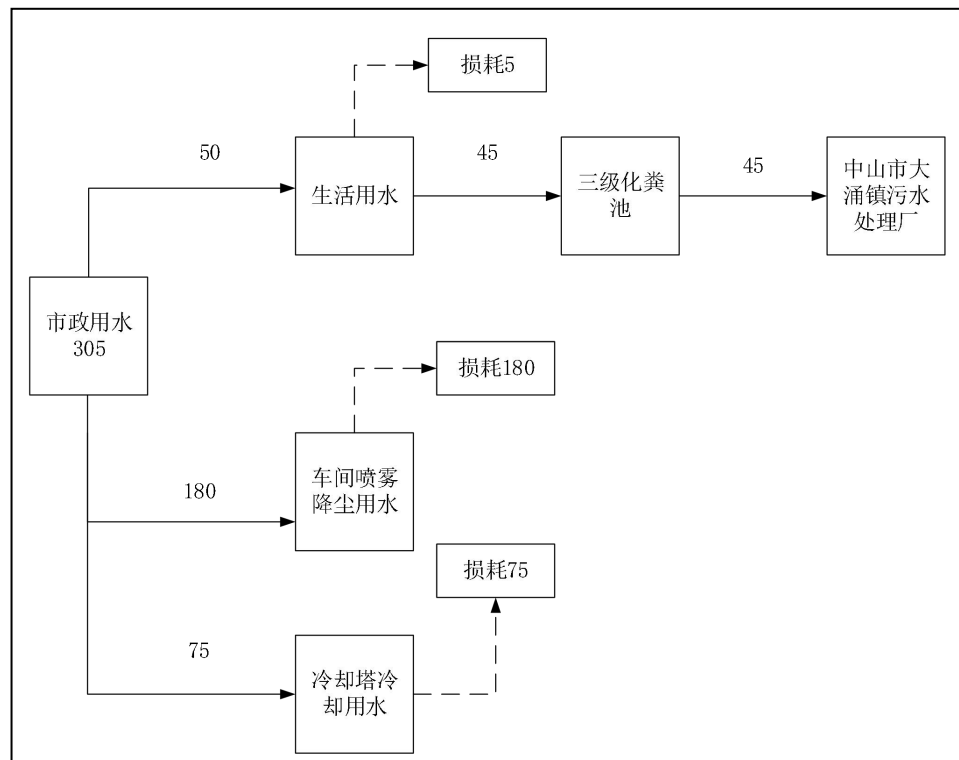 损耗5
50
生活用水
45
三级化粪
池
45
中山市大
涌镇污水
处理厂
市政用水
305
损耗180
180
车间喷雾
降尘用水
损耗75
75
冷却塔冷
却用水